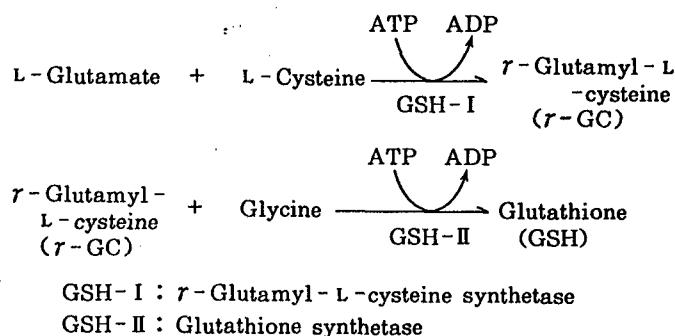 ATP ADP
L-Glutamate + L-Cysteine r-Glutamyl-L
-cysteine
GSH-I
(r-GC)
ATP ADP
r-Glutamyl-
L-cysteine + Glycine Glutathione
(r-GC) GSH-II (GSH)
GSH-I : r-Glutamyl-L-cysteine synthetase
GSH-II : Glutathione synthetase